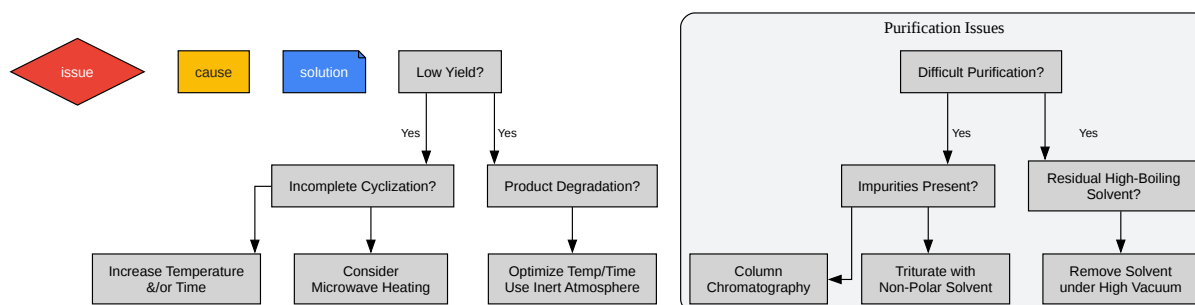 Purification Issues
issue
cause
solution
Low Yield?
Difficult Purification?
Yes
Yes
Yes
Yes
Incomplete Cyclization?
Product Degradation?
Impurities Present?
Residual High-Boiling
Solvent?
Increase Temperature
&/or Time
Consider
Microwave Heating
Optimize Temp/Time
Use Inert Atmosphere
Column
Chromatography
Triturate with
Non-Polar Solvent
Remove Solvent
under High Vacuum